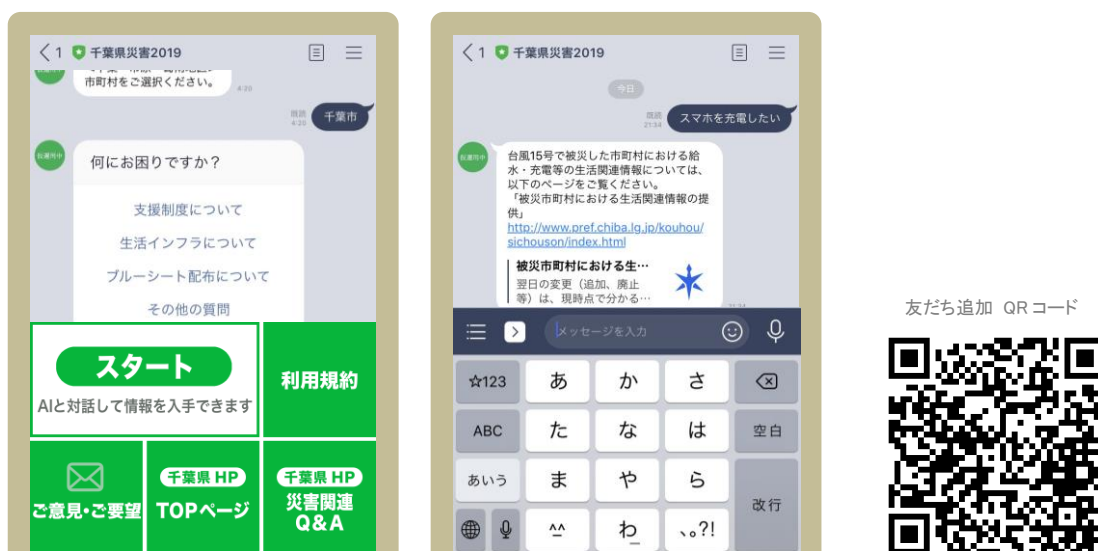 1 千葉県災害2019
市町村をご選択ください。
4:20
既読
4:20
千葉市
何にお困りですか？
支援制度について
生活インフラについて
ブルーシート配布について
その他の質問
スタート
AIと対話して情報を入手できます
利用規約
ご意見・ご要望
千葉県 HP
TOPページ
千葉県 HP
災害関連
Q&A
1 千葉県災害2019
今日
既読
21:34
スマホを充電したい
台風15号で被災した市町村における給
水・充電等の生活関連情報については、
以下のページをご覧ください。
「被災市町村における生活関連情報の提
供」
http://www.pref.chiba.lg.jp/kouhou/
sichouson/index.html
被災市町村における生…
翌日の変更（追加、廃止
等）は、現時点で分かる…
メッセージを入力
☆123
あ
か
さ
ABC
た
な
は
空白
あいう
ま
や
ら
改行
^^
わ
、。?!
友だち追加 QRコード